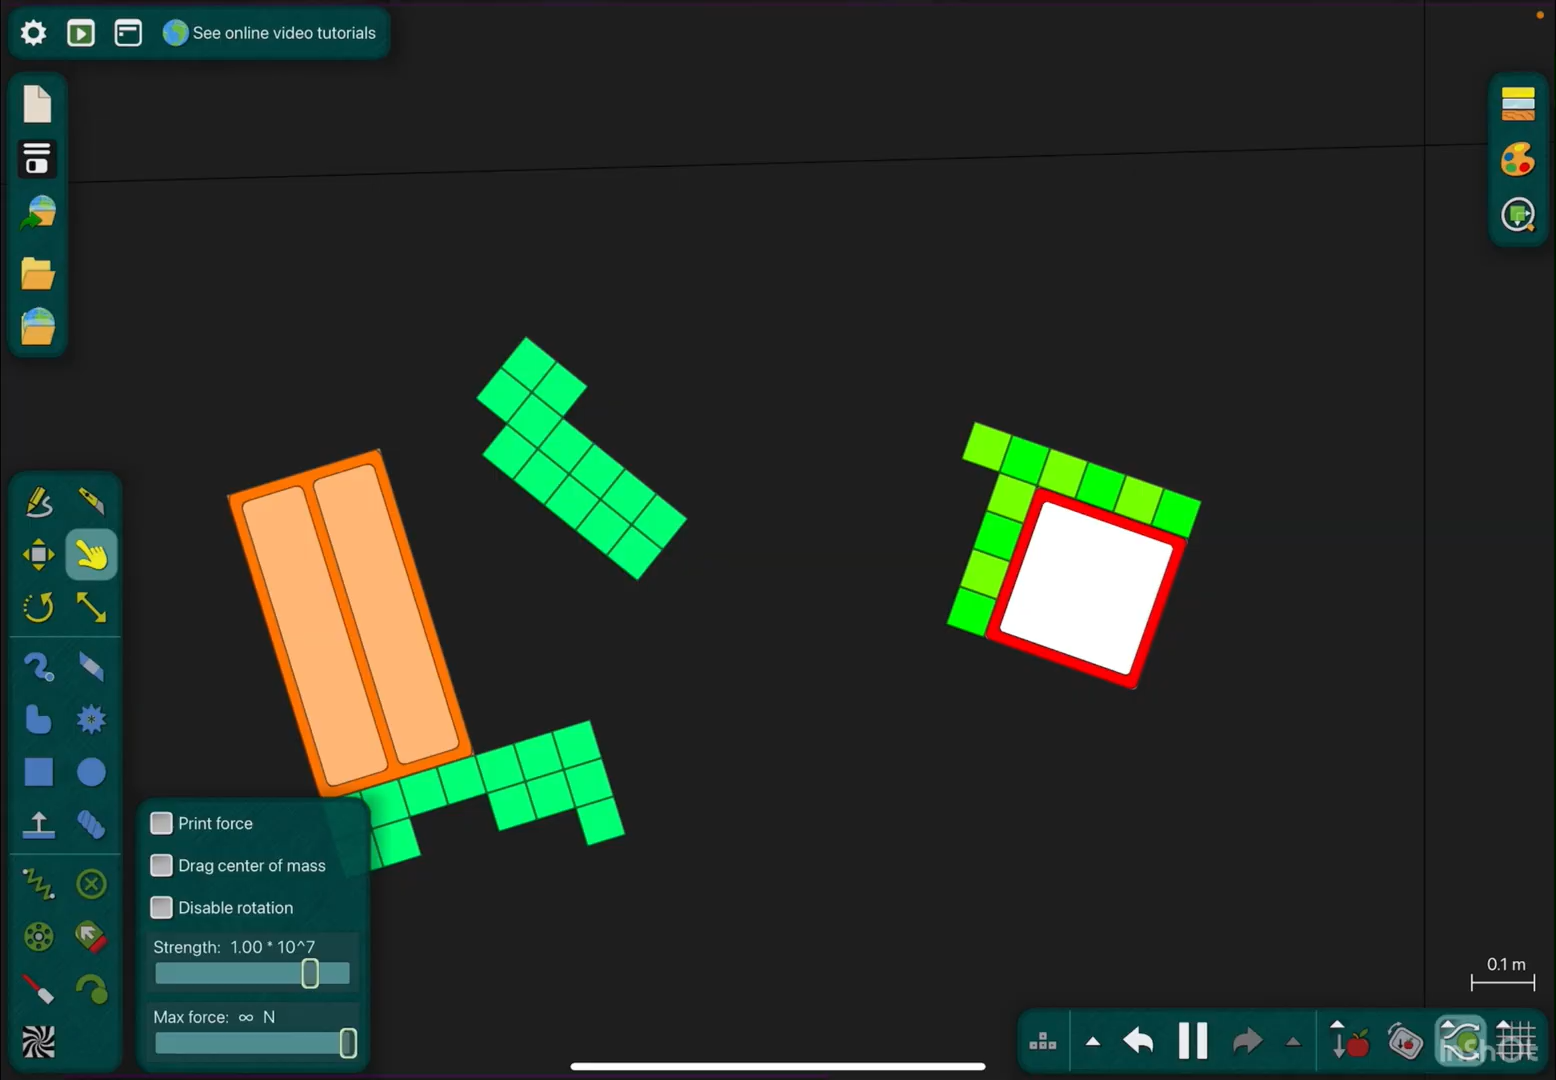 See online video tutorials
Print force
Drag center of mass
Disable rotation
Strength: 1.00 * 10^7
Max force: ∞ N
0.1 m
InShOt